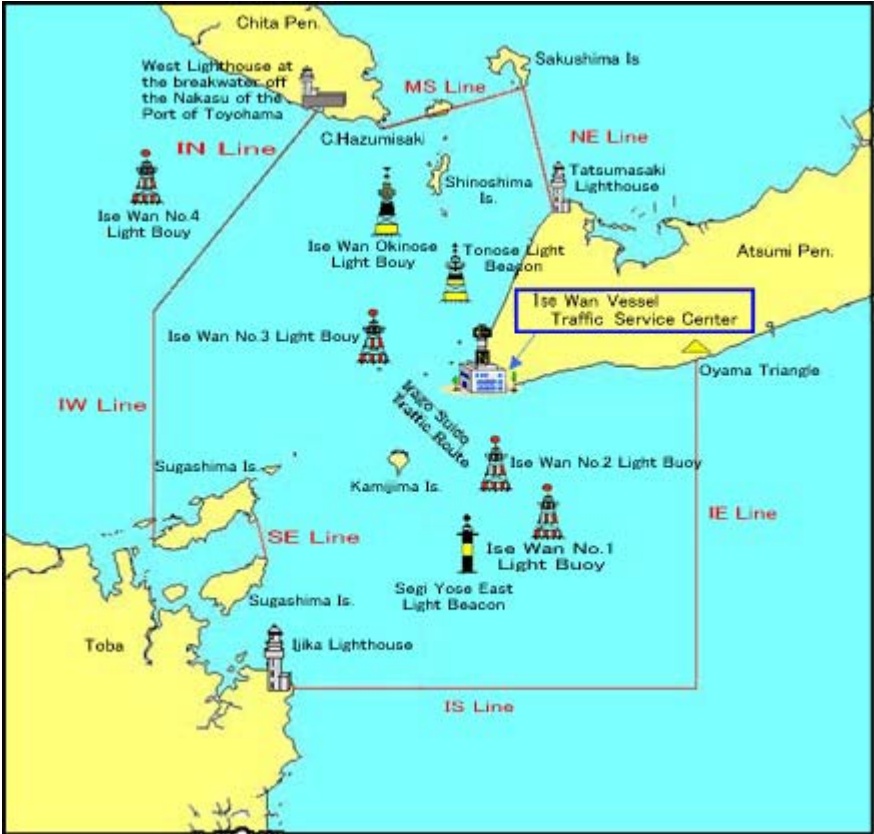 Chita Pen.
West Lighthouse at
the breakwater off
the Nakasu of the
Port of Toyohama
Sakushima Is
MS Line
C.Hazumisaki
NE Line
IN Line
Tatsumasaki
Lighthouse
Shinoshima
Is.
Ise Wan No.4
Light Bouy
Ise Wan Okinose
Light Bouy
Tonose Light
Beacon
Atsumi Pen.
Ise Wan Vessel
Traffic Service Center
Ise Wan No.3 Light Bouy
Oyama Triangle
IW Line
Irago Suido
Traffic Route
Sugashima Is.
Kamijima Is.
Ise Wan No.2 Light Buoy
IE Line
SE Line
Ise Wan No.1
Light Buoy
Segi Yose East
Light Beacon
Sugashima Is.
Toba
Ijika Lighthouse
IS Line